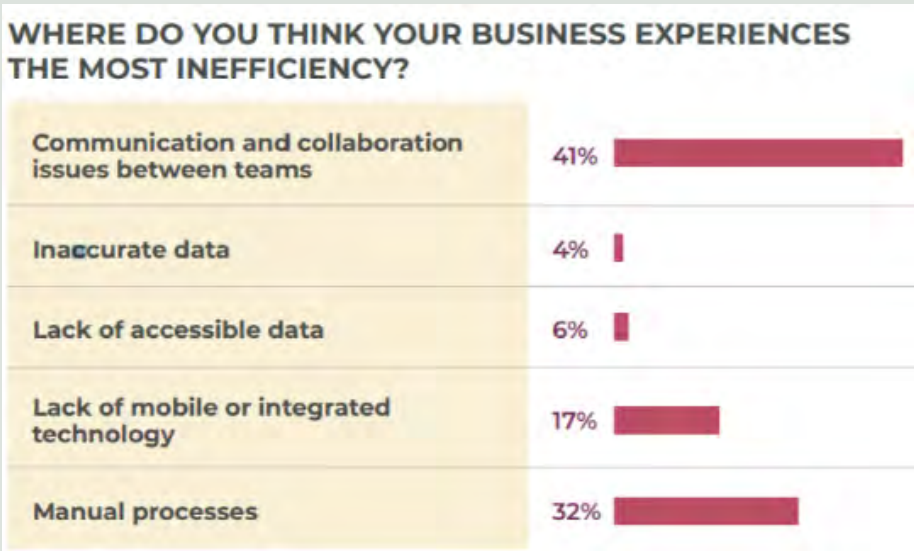 WHERE DO YOU THINK YOUR BUSINESS EXPERIENCES
THE MOST INEFFICIENCY?
Communication and collaboration
issues between teams
41%
Inaccurate data
4%
Lack of accessible data
6%
Lack of mobile or integrated
technology
17%
Manual processes
32%